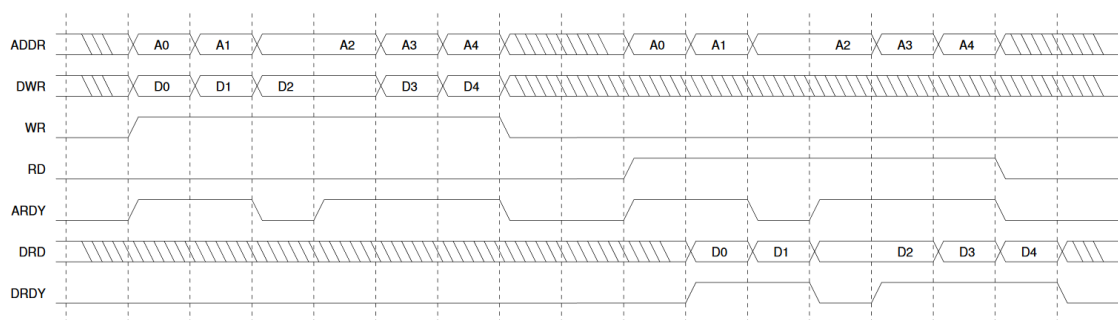 ADDR A0 A1 A2 A3 A4 A0 A1 A2 A3 A4
DWR D0 D1 D2 D3 D4
WR
RD
ARDY
DRD D0 D1 D2 D3 D4
DRDY